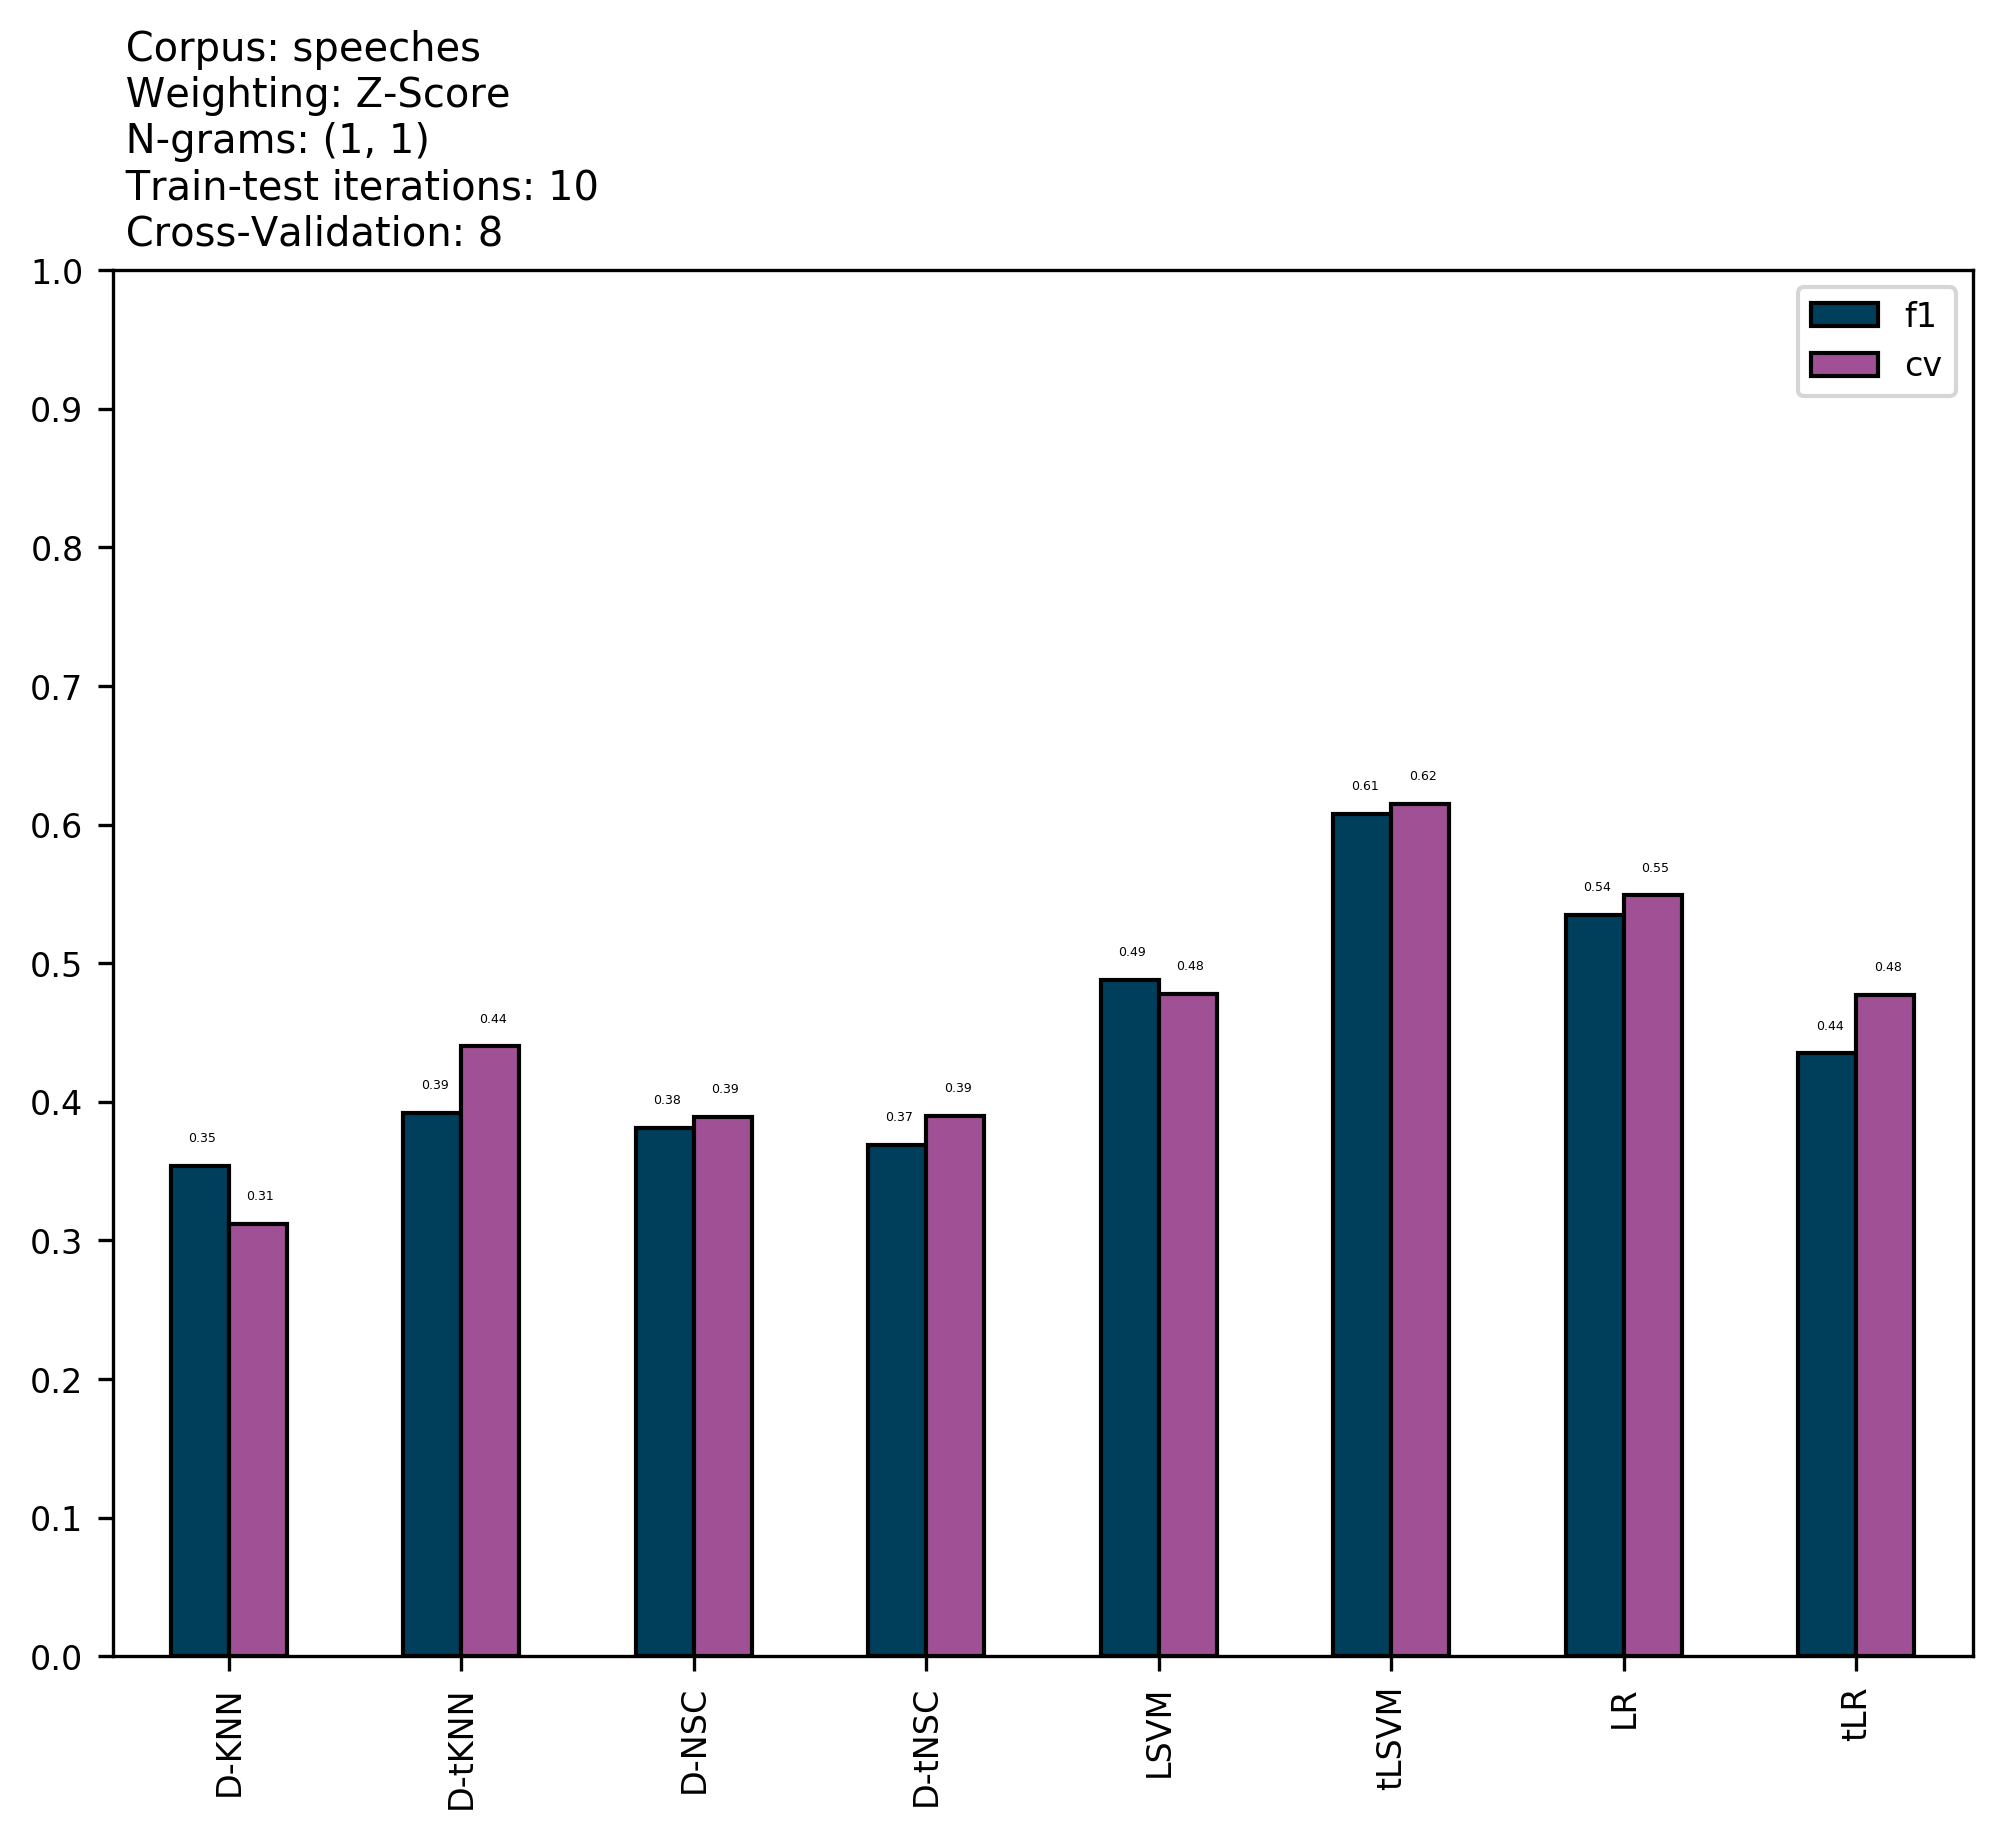 Corpus: speeches
Weighting: Z-Score
N-grams: (1, 1)
Train-test iterations: 10
Cross-Validation: 8
1.0
0.9
0.8
0.7
0.6
0.5
0.4
0.3
0.2
0.1
0.0
f1
cv
0.35
0.31
0.39
0.44
0.38
0.39
0.37
0.39
0.49
0.48
0.61
0.62
0.54
0.55
0.44
0.48
D-KNN
D-tKNN
D-NSC
D-tNSC
LSVM
tLSVM
LR
tLR